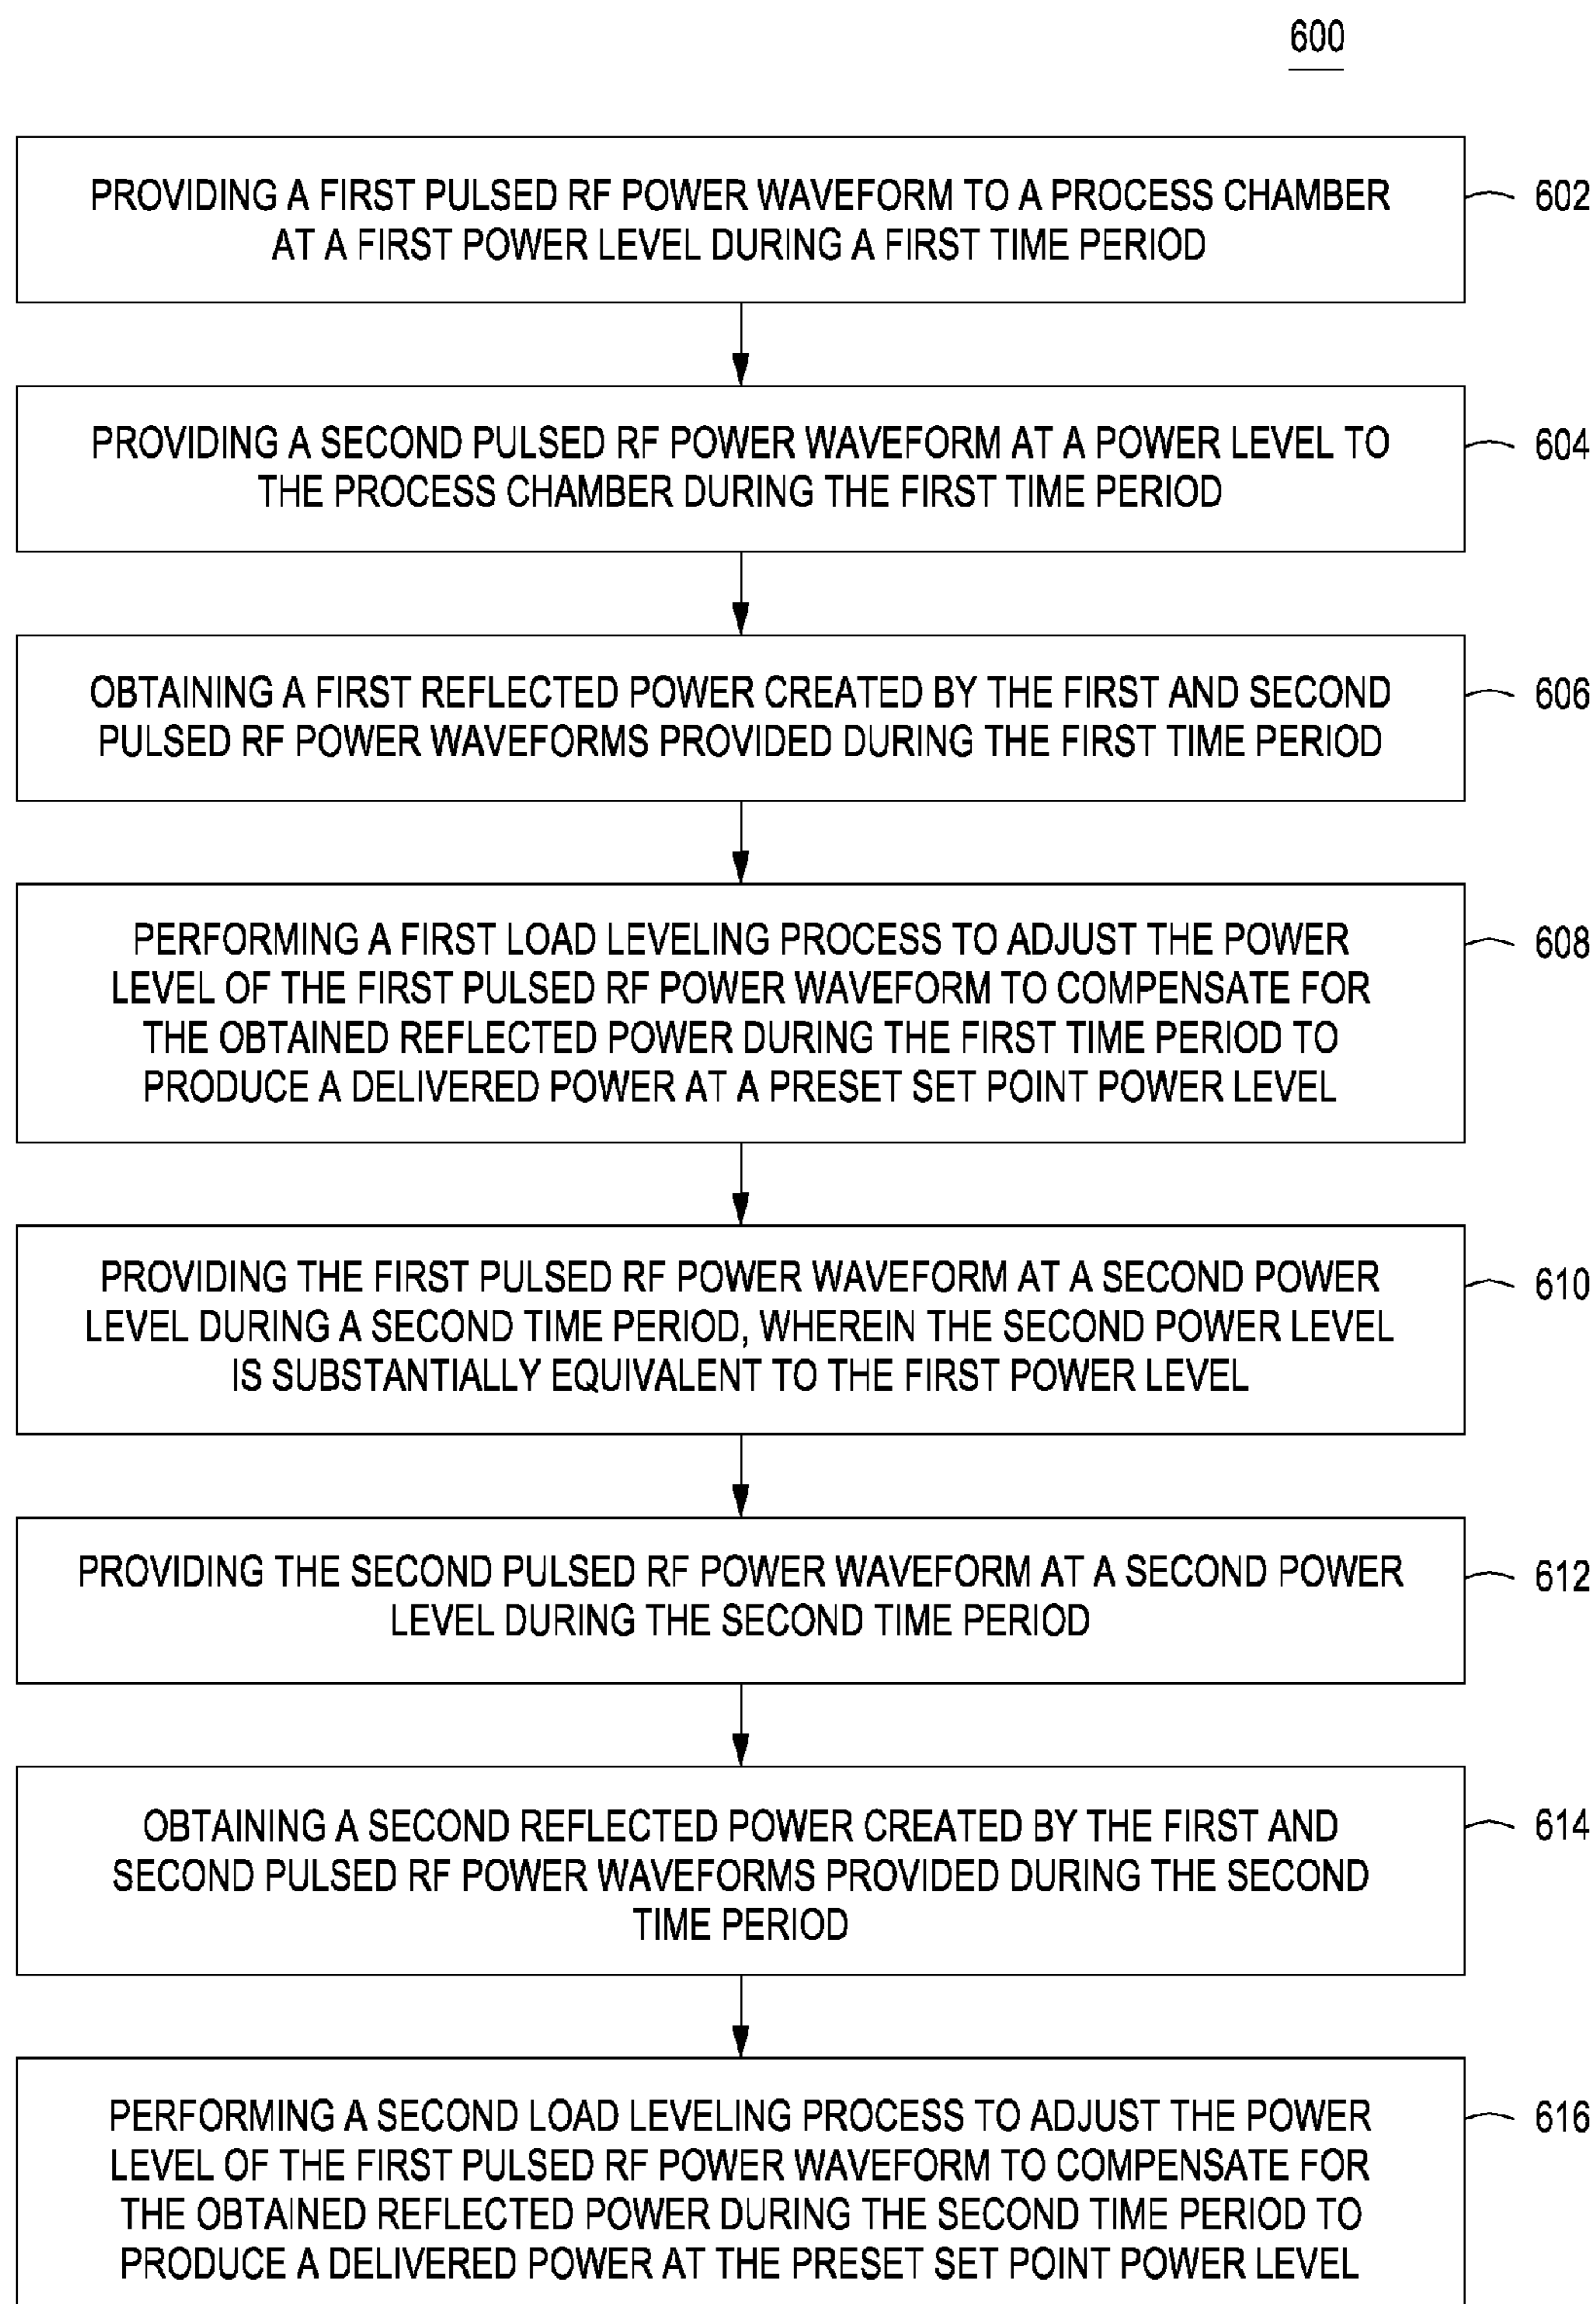 600
PROVIDING A FIRST PULSED RF POWER WAVEFORM TO A PROCESS CHAMBER
AT A FIRST POWER LEVEL DURING A FIRST TIME PERIOD
602
PROVIDING A SECOND PULSED RF POWER WAVEFORM AT A POWER LEVEL TO
THE PROCESS CHAMBER DURING THE FIRST TIME PERIOD
604
OBTAINING A FIRST REFLECTED POWER CREATED BY THE FIRST AND SECOND
PULSED RF POWER WAVEFORMS PROVIDED DURING THE FIRST TIME PERIOD
606
PERFORMING A FIRST LOAD LEVELING PROCESS TO ADJUST THE POWER
LEVEL OF THE FIRST PULSED RF POWER WAVEFORM TO COMPENSATE FOR
THE OBTAINED REFLECTED POWER DURING THE FIRST TIME PERIOD TO
PRODUCE A DELIVERED POWER AT A PRESET SET POINT POWER LEVEL
608
PROVIDING THE FIRST PULSED RF POWER WAVEFORM AT A SECOND POWER
LEVEL DURING A SECOND TIME PERIOD, WHEREIN THE SECOND POWER LEVEL
IS SUBSTANTIALLY EQUIVALENT TO THE FIRST POWER LEVEL
610
PROVIDING THE SECOND PULSED RF POWER WAVEFORM AT A SECOND POWER
LEVEL DURING THE SECOND TIME PERIOD
612
OBTAINING A SECOND REFLECTED POWER CREATED BY THE FIRST AND
SECOND PULSED RF POWER WAVEFORMS PROVIDED DURING THE SECOND
TIME PERIOD
614
PERFORMING A SECOND LOAD LEVELING PROCESS TO ADJUST THE POWER
LEVEL OF THE FIRST PULSED RF POWER WAVEFORM TO COMPENSATE FOR
THE OBTAINED REFLECTED POWER DURING THE SECOND TIME PERIOD TO
PRODUCE A DELIVERED POWER AT THE PRESET SET POINT POWER LEVEL
616